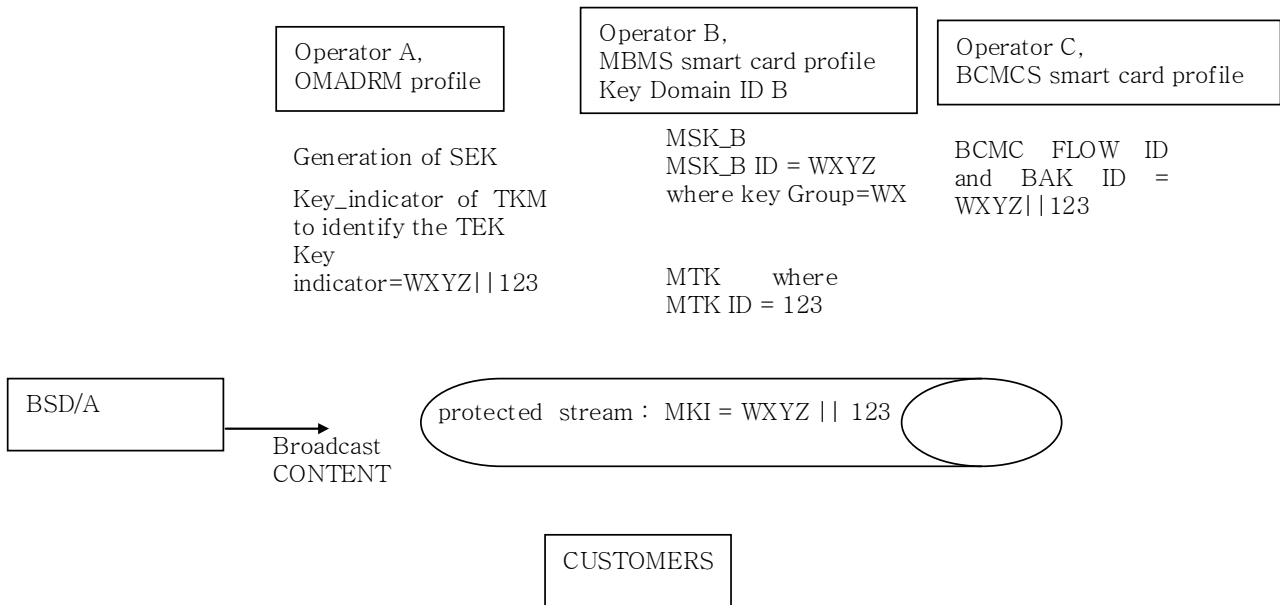 Operator A,
OMADRM profile
Operator B,
MBMS smart card profile
Key Domain ID B
Operator C,
BCMCS smart card profile
Generation of SEK
Key_indicator of TKM
to identify the TEK
Key
indicator=WXYZ||123
MSK_B
MSK_B ID = WXYZ
where key Group=WX
MTK where
MTK ID = 123
BCMC FLOW ID
and BAK ID =
WXYZ||123
BSD/A
Broadcast
CONTENT
protected stream : MKI = WXYZ || 123
CUSTOMERS